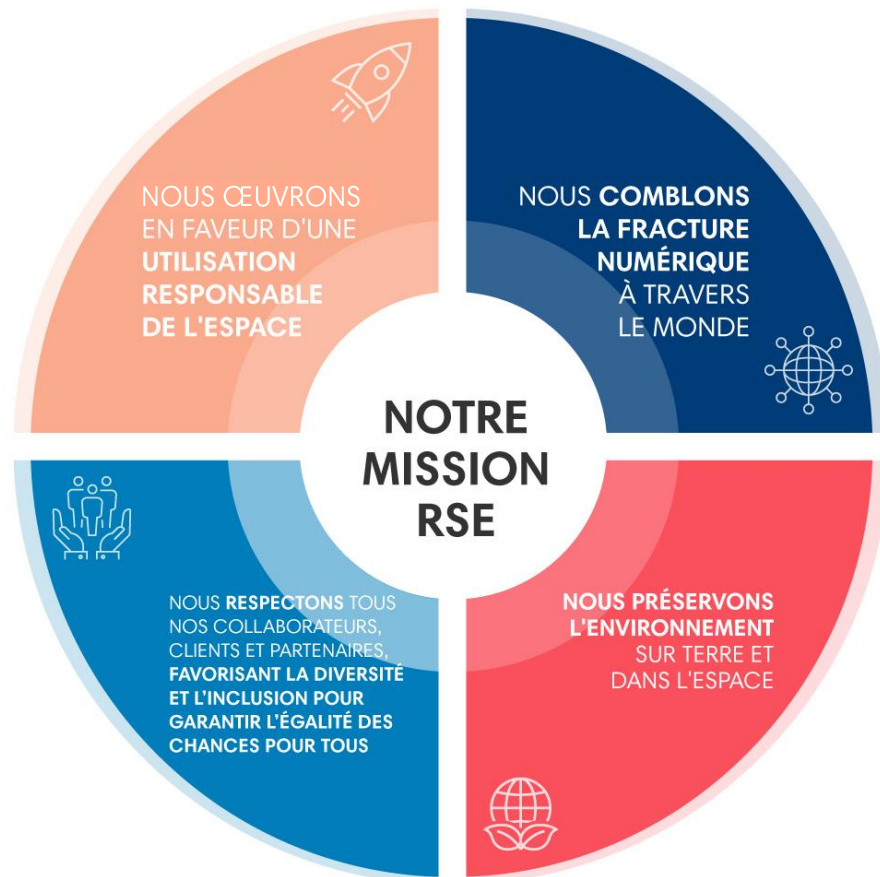 NOUS ŒUVRONS
EN FAVEUR D'UNE
UTILISATION
RESPONSABLE
DE L'ESPACE
NOUS COMBLONS
LA FRACTURE
NUMÉRIQUE
À TRAVERS
LE MONDE
NOTRE
MISSION
RSE
NOUS RESPECTONS TOUS
NOS COLLABORATEURS,
CLIENTS ET PARTENAIRES,
FAVORISANT LA DIVERSITÉ
ET L’INCLUSION POUR
GARANTIR L’ÉGALITÉ DES
CHANCES POUR TOUS
NOUS PRÉSERVONS
L'ENVIRONNEMENT
SUR TERRE ET
DANS L'ESPACE